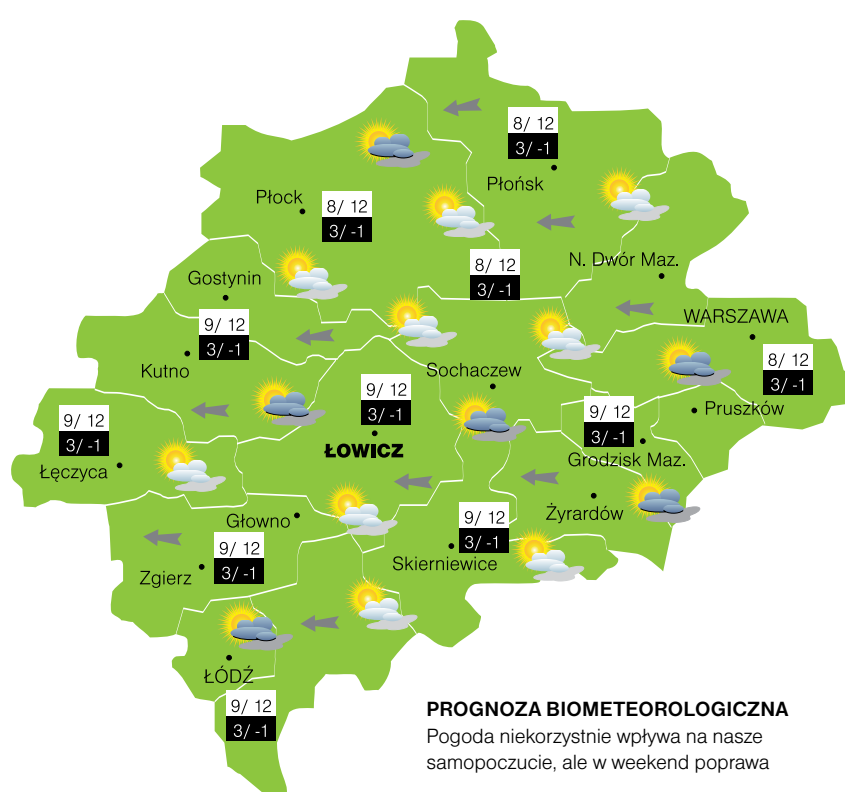 8/ 12
3/ -1
Płońsk
Płock
8/ 12
3/ -1
8/ 12
3/ -1
N. Dwór Maz.
Gostynin
9/ 12
3/ -1
Kutno
WARSZAWA
8/ 12
3/ -1
Sochaczew
9/ 12
3/ -1
ŁOWICZ
9/ 12
3/ -1
Pruszków
Grodzisk Maz.
9/ 12
3/ -1
Łęczyca
Żyrardów
9/ 12
3/ -1
Skierniewice
Głowno
9/ 12
3/ -1
Zgierz
ŁÓDŹ
9/ 12
3/ -1
PROGNOZA BIOMETEOROLOGICZNA
Pogoda niekorzystnie wpływa na nasze
samopoczucie, ale w weekend poprawa